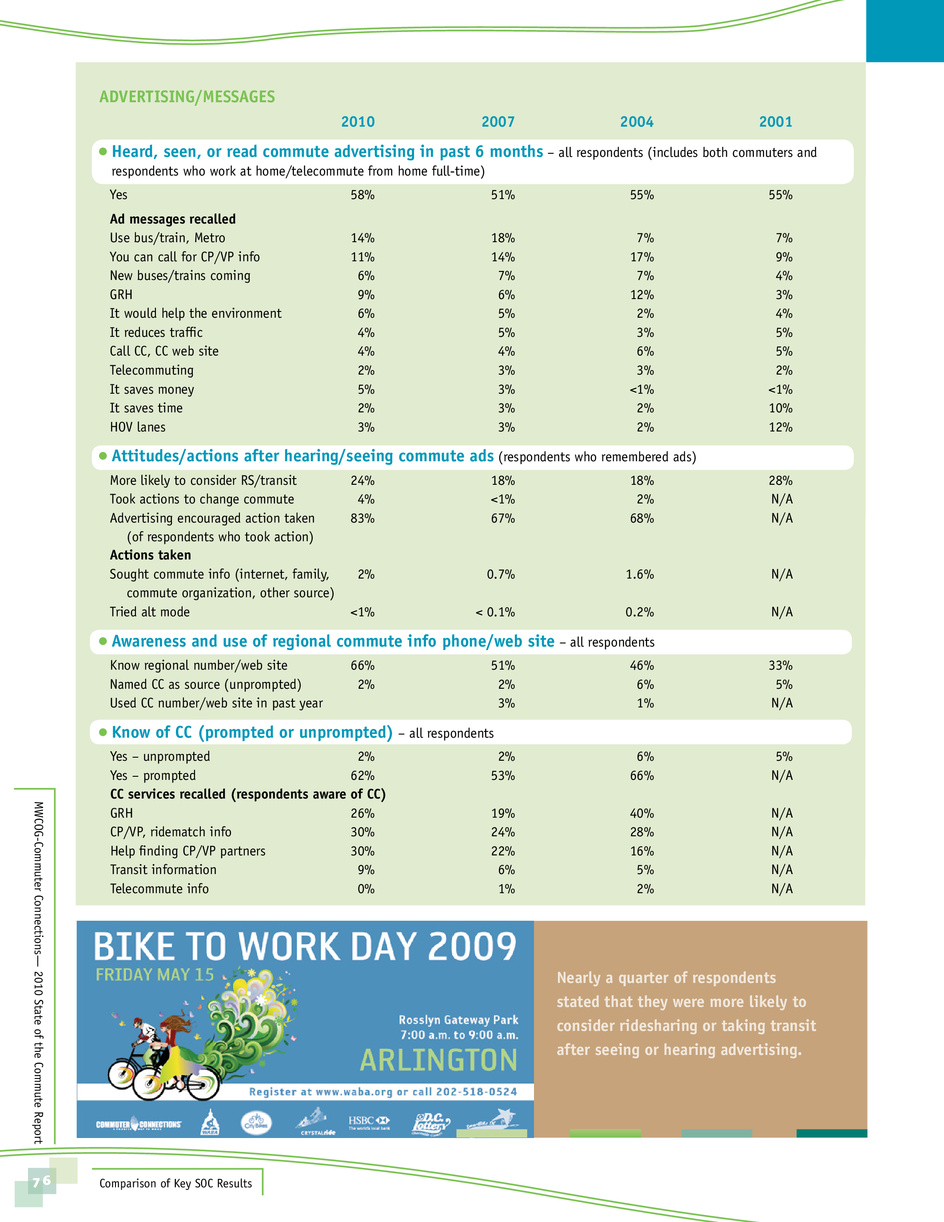 ADVERTISING/MESSAGES
2010 2007 2004 2001
• Heard, seen, or read commute advertising in past 6 months – all respondents (includes both commuters and
respondents who work at home/telecommute from home full-time)
Yes 58% 51% 55% 55%
Ad messages recalled
Use bus/train, Metro 14% 18% 7% 7%
You can call for CP/VP info 11% 14% 17% 9%
New buses/trains coming 6% 7% 7% 4%
GRH 9% 6% 12% 3%
It would help the environment 6% 5% 2% 4%
It reduces traffic 4% 5% 3% 5%
Call CC, CC web site 4% 4% 6% 5%
Telecommuting 2% 3% 3% 2%
It saves money 5% 3% <1% <1%
It saves time 2% 3% 2% 10%
HOV lanes 3% 3% 2% 12%
• Attitudes/actions after hearing/seeing commute ads (respondents who remembered ads)
More likely to consider RS/transit 24% 18% 18% 28%
Took actions to change commute 4% <1% 2% N/A
Advertising encouraged action taken 83% 67% 68% N/A
(of respondents who took action)
Actions taken
Sought commute info (internet, family, 2% 0.7% 1.6% N/A
commute organization, other source)
Tried alt mode <1% < 0.1% 0.2% N/A
• Awareness and use of regional commute info phone/web site – all respondents
Know regional number/web site 66% 51% 46% 33%
Named CC as source (unprompted) 2% 2% 6% 5%
Used CC number/web site in past year 3% 1% N/A
• Know of CC (prompted or unprompted) – all respondents
Yes – unprompted 2% 2% 6% 5%
Yes – prompted 62% 53% 66% N/A
CC services recalled (respondents aware of CC)
GRH 26% 19% 40% N/A
CP/VP, ridematch info 30% 24% 28% N/A
Help finding CP/VP partners 30% 22% 16% N/A
Transit information 9% 6% 5% N/A
Telecommute info 0% 1% 2% N/A
BIKE TO WORK DAY 2009
FRIDAY MAY 15
Rosslyn Gateway Park
7:00 a.m. to 9:00 a.m.
ARLINGTON
Register at www.waba.org or call 202-518-0524
COMMUTER CONNECTIONS
WABA
City Bikes
CRYSTALride
HSBC
The world's local bank
D.C. Lottery
Nearly a quarter of respondents
stated that they were more likely to
consider ridesharing or taking transit
after seeing or hearing advertising.
MWCOG-Commuter Connections— 2010 State of the Commute Report
76
Comparison of Key SOC Results